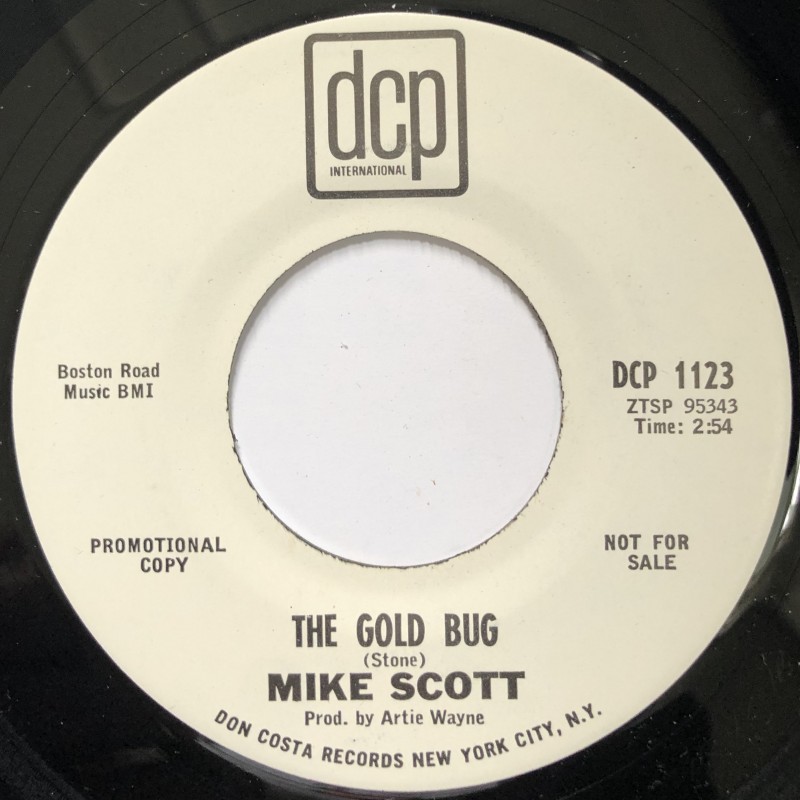 dcp
INTERNATIONAL
Boston Road
Music BMI
DCP 1123
ZTSP 95343
Time: 2:54
PROMOTIONAL
COPY
NOT FOR
SALE
THE GOLD BUG
(Stone)
MIKE SCOTT
Prod. by Artie Wayne
DON COSTA RECORDS NEW YORK CITY, N.Y.